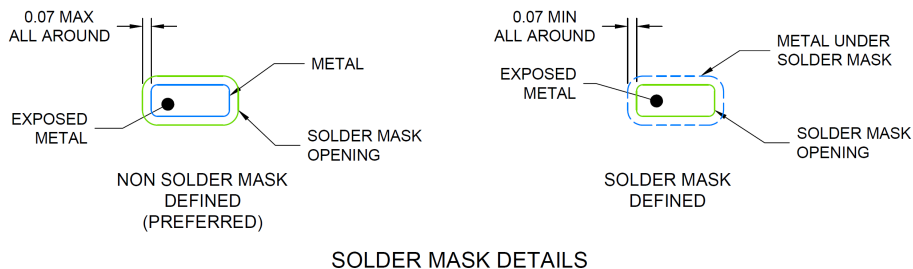 0.07 MAX
ALL AROUND
METAL
EXPOSED
METAL
SOLDER MASK
OPENING
NON SOLDER MASK
DEFINED
(PREFERRED)
0.07 MIN
ALL AROUND
METAL UNDER
SOLDER MASK
EXPOSED
METAL
SOLDER MASK
OPENING
SOLDER MASK
DEFINED
SOLDER MASK DETAILS